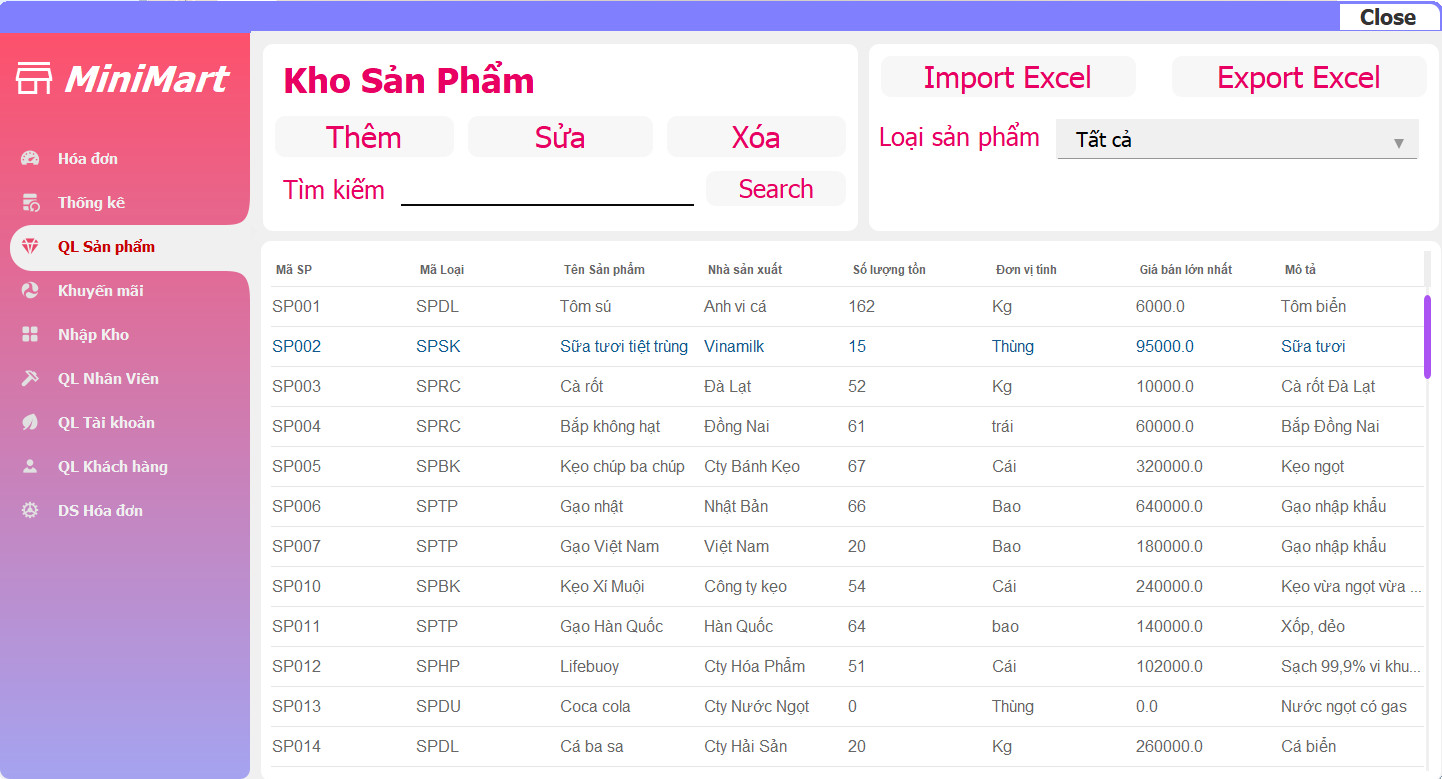 Close
MiniMart
Hóa đơn
Thống kê
QL Sản phẩm
Khuyến mãi
Nhập Kho
QL Nhân Viên
QL Tài khoản
QL Khách hàng
DS Hóa đơn
Kho Sản Phẩm
Thêm Sửa Xóa
Tìm kiếm Search
Import Excel Export Excel
Loại sản phẩm Tất cả
Mã SP Mã Loại Tên Sản phẩm Nhà sản xuất Số lượng tồn Đơn vị tính Giá bán lớn nhất Mô tả
SP001 SPDL Tôm sú Anh vi cá 162 Kg 6000.0 Tôm biển
SP002 SPSK Sữa tươi tiệt trùng Vinamilk 15 Thùng 95000.0 Sữa tươi
SP003 SPRC Cà rốt Đà Lạt 52 Kg 10000.0 Cà rốt Đà Lạt
SP004 SPRC Bắp không hạt Đồng Nai 61 trái 60000.0 Bắp Đồng Nai
SP005 SPBK Kẹo chúp ba chúp Cty Bánh Kẹo 67 Cái 320000.0 Kẹo ngọt
SP006 SPTP Gạo nhật Nhật Bản 66 Bao 640000.0 Gạo nhập khẩu
SP007 SPTP Gạo Việt Nam Việt Nam 20 Bao 180000.0 Gạo nhập khẩu
SP010 SPBK Kẹo Xí Muội Công ty kẹo 54 Cái 240000.0 Kẹo vừa ngọt vừa ...
SP011 SPTP Gạo Hàn Quốc Hàn Quốc 64 bao 140000.0 Xốp, dẻo
SP012 SPHP Lifebuoy Cty Hóa Phẩm 51 Cái 102000.0 Sạch 99,9% vi khu...
SP013 SPDU Coca cola Cty Nước Ngọt 0 Thùng 0.0 Nước ngọt có gas
SP014 SPDL Cá ba sa Cty Hải Sản 20 Kg 260000.0 Cá biển